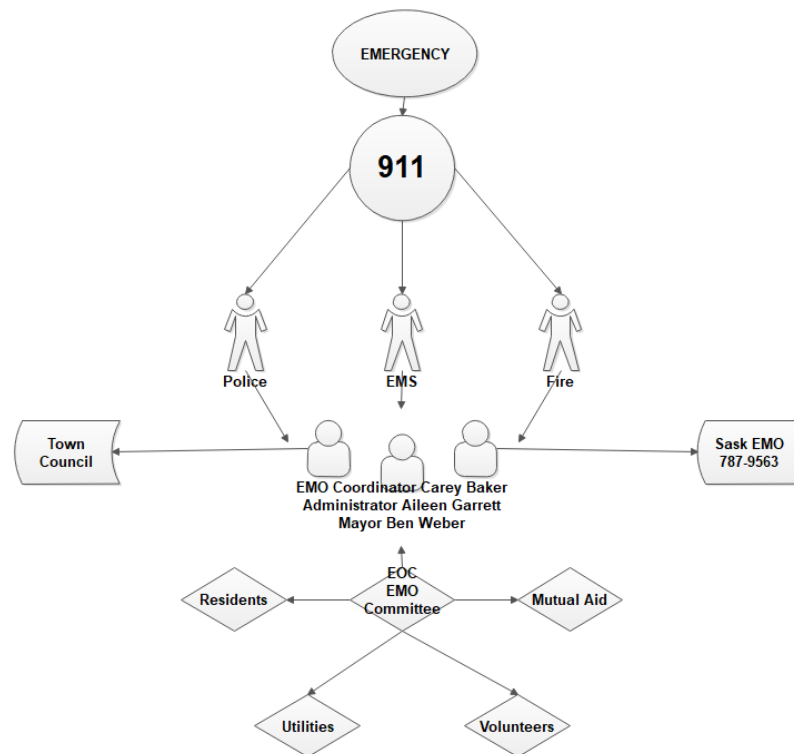 EMERGENCY
911
Police
EMS
Fire
Town
Council
Sask EMO
787-9563
EMO Coordinator Carey Baker
Administrator Aileen Garrett
Mayor Ben Weber
EOC
EMO
Committee
Residents
Mutual Aid
Utilities
Volunteers